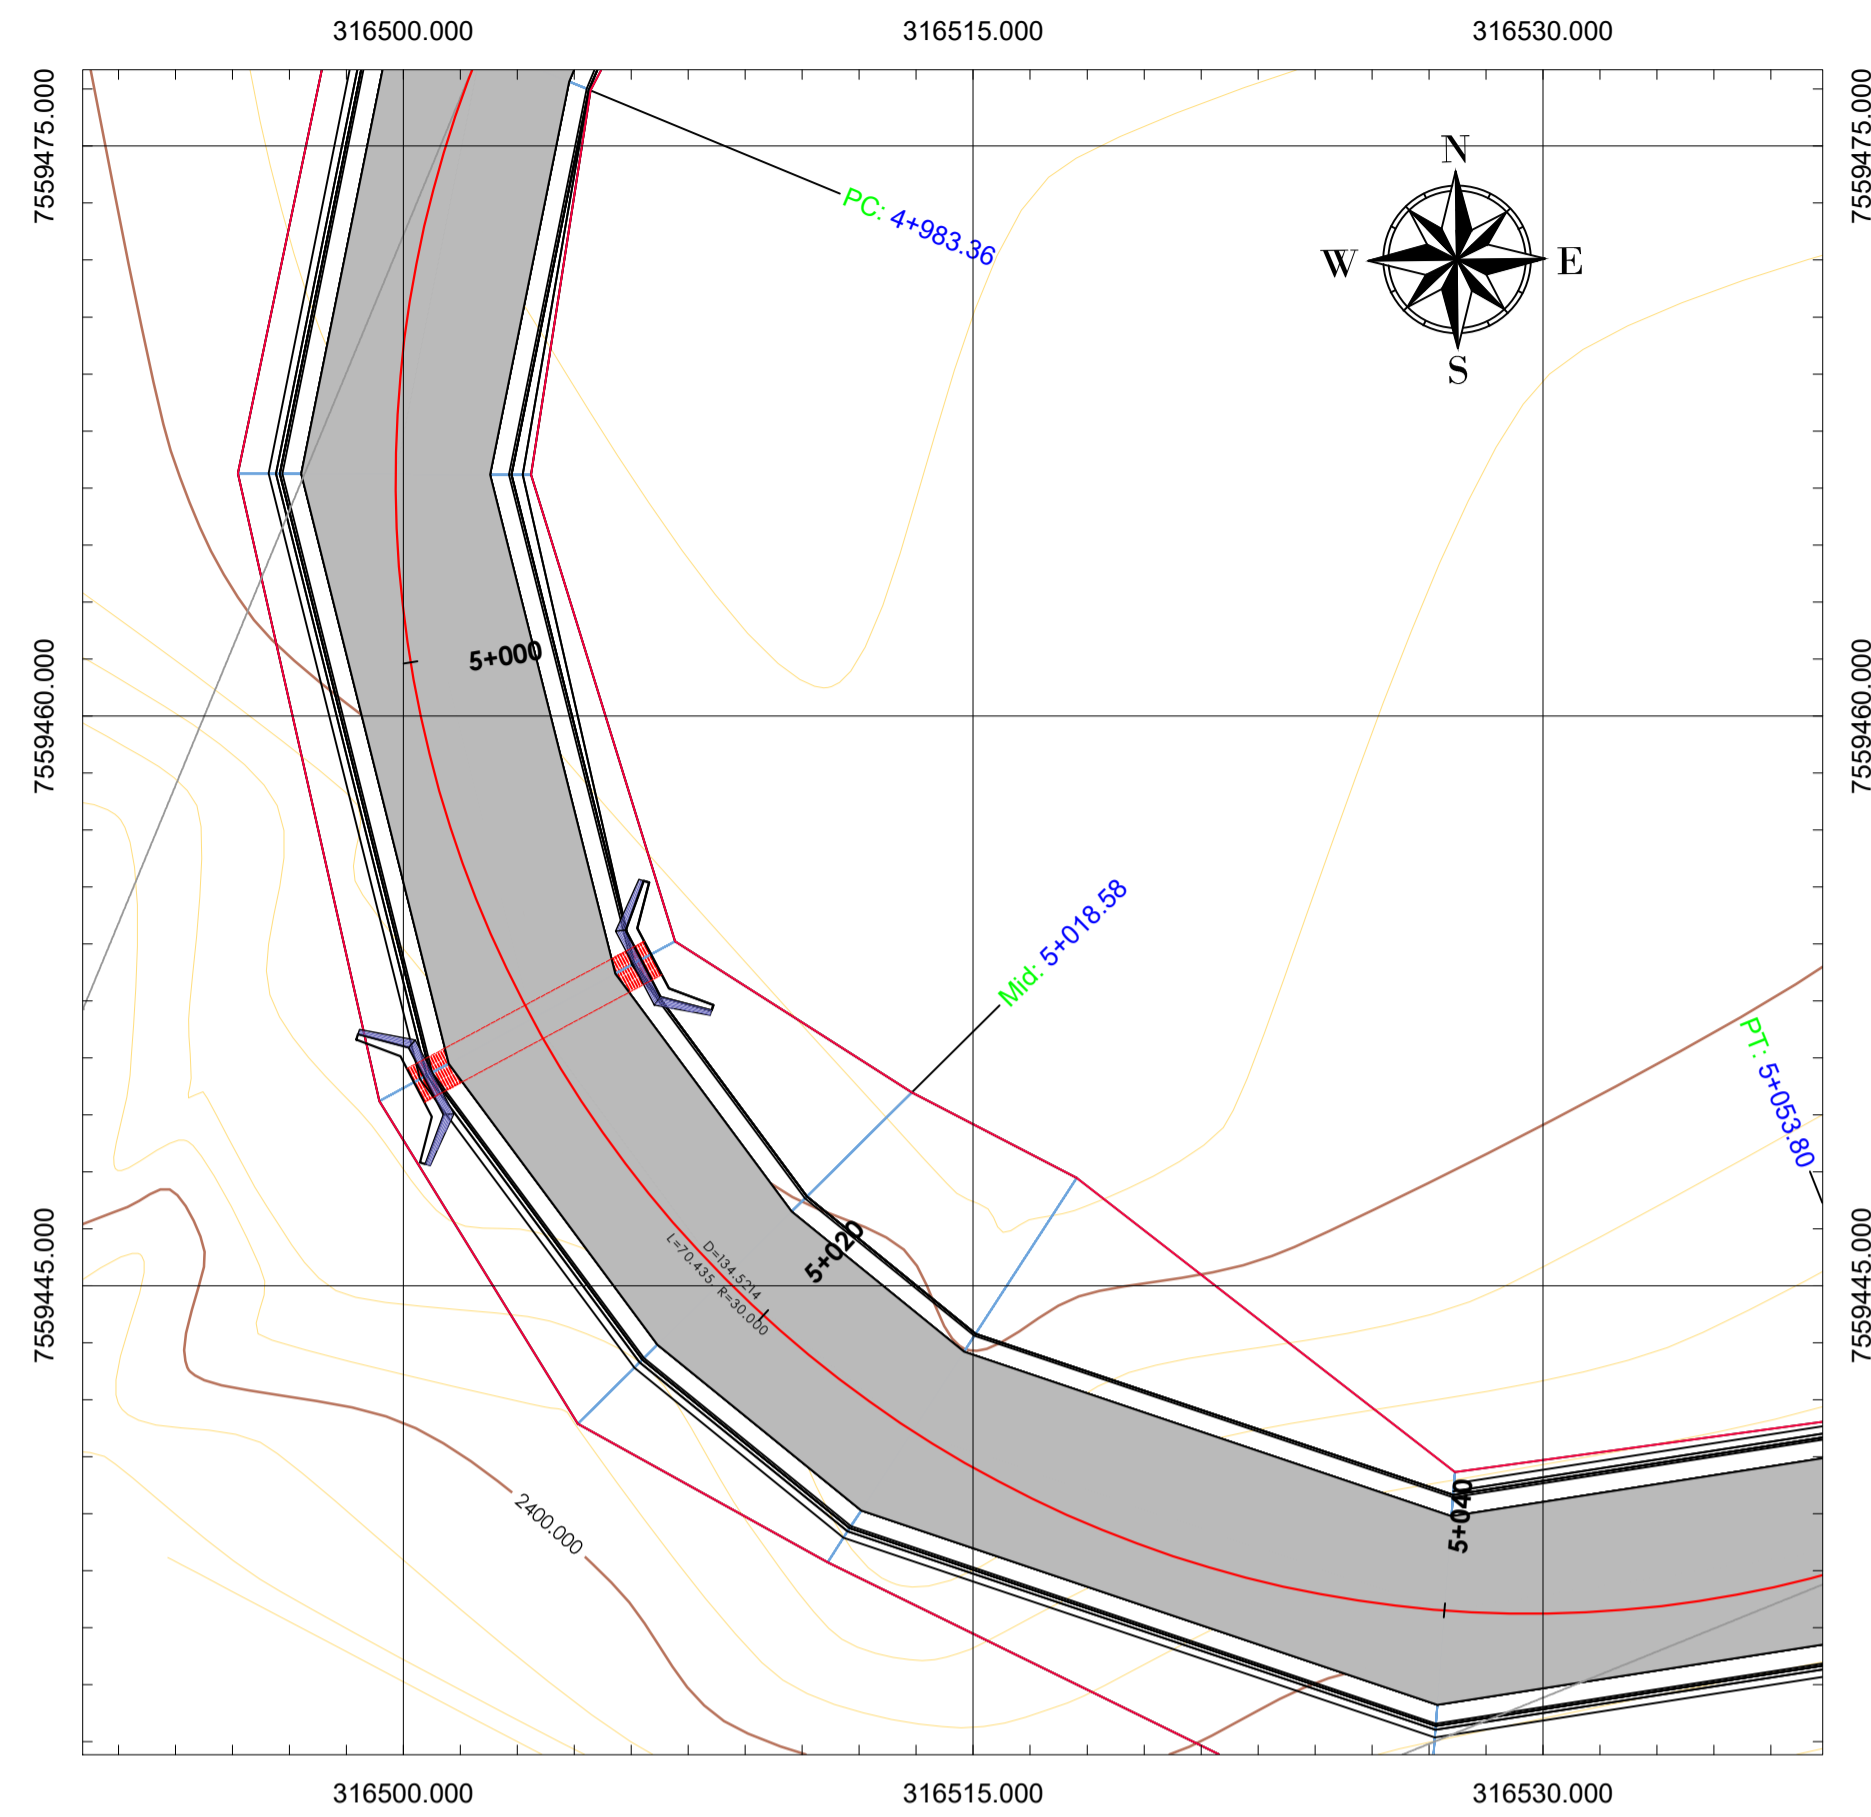 316500.000 316515.000 316530.000
7559475.000 7559475.000
N
W E
S
PC: 4+983.36
5+000
7559460.000 7559460.000
Mid: 5+018.58
PT: 5+053.80
5+020
D=134.5214
L=70.435, R=30.000
7559445.000 7559445.000
5+040
2400.000
316500.000 316515.000 316530.000